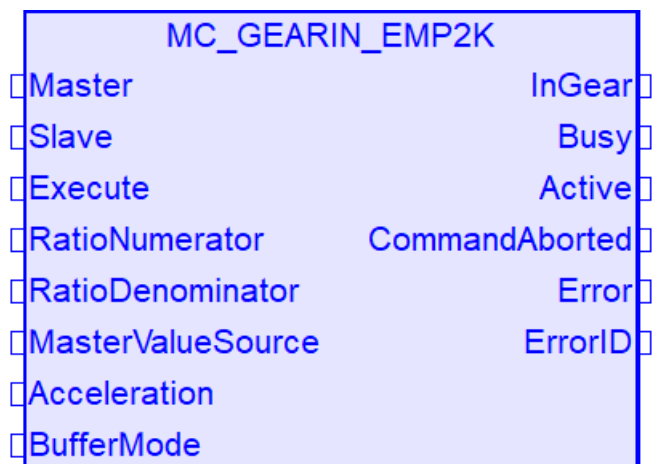 MC_GEARIN_EMP2K
Master InGear
Slave Busy
Execute Active
RatioNumerator CommandAborted
RatioDenominator Error
MasterValueSource ErrorID
Acceleration
BufferMode